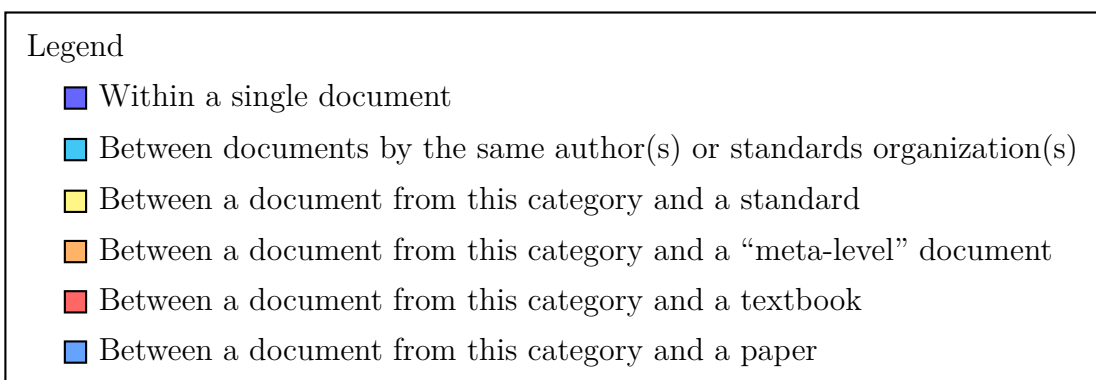 Legend
Within a single document
Between documents by the same author(s) or standards organization(s)
Between a document from this category and a standard
Between a document from this category and a “meta-level” document
Between a document from this category and a textbook
Between a document from this category and a paper